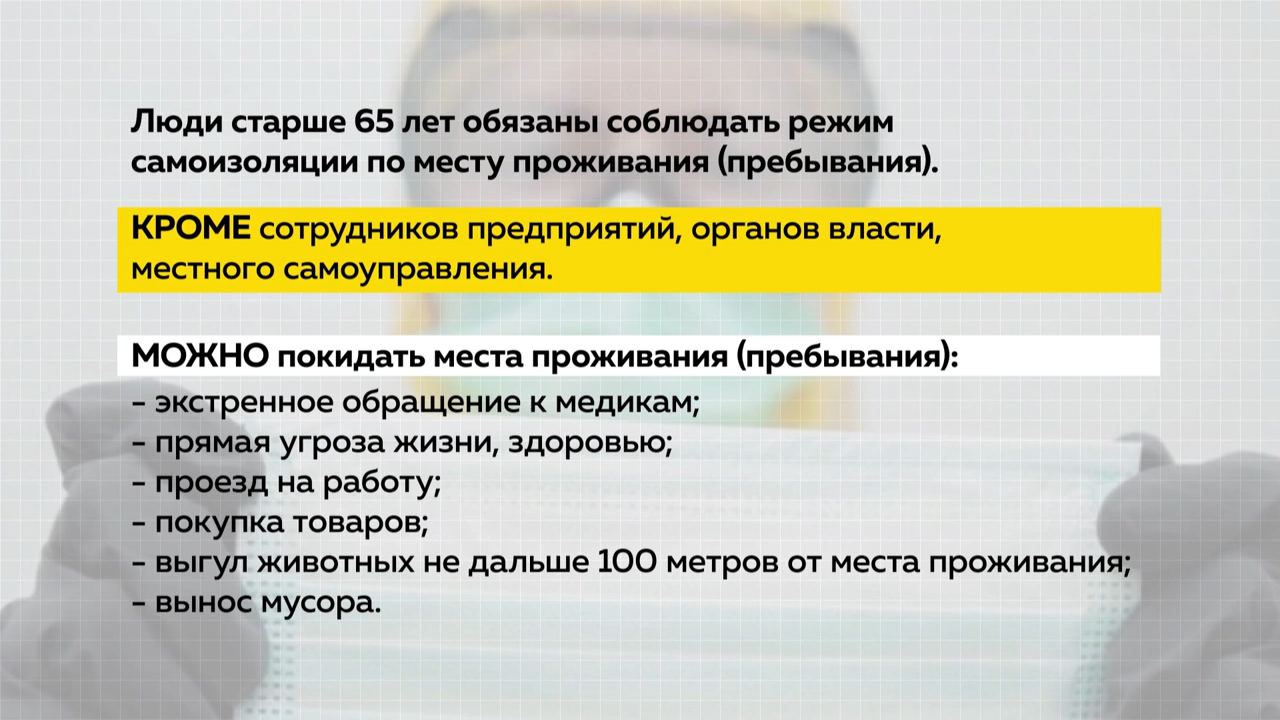 Люди старше 65 лет обязаны соблюдать режим
самоизоляции по месту проживания (пребывания).
КРОМЕ сотрудников предприятий, органов власти,
местного самоуправления.
МОЖНО покидать места проживания (пребывания):
- экстренное обращение к медикам;
- прямая угроза жизни, здоровью;
- проезд на работу;
- покупка товаров;
- выгул животных не дальше 100 метров от места проживания;
- вынос мусора.